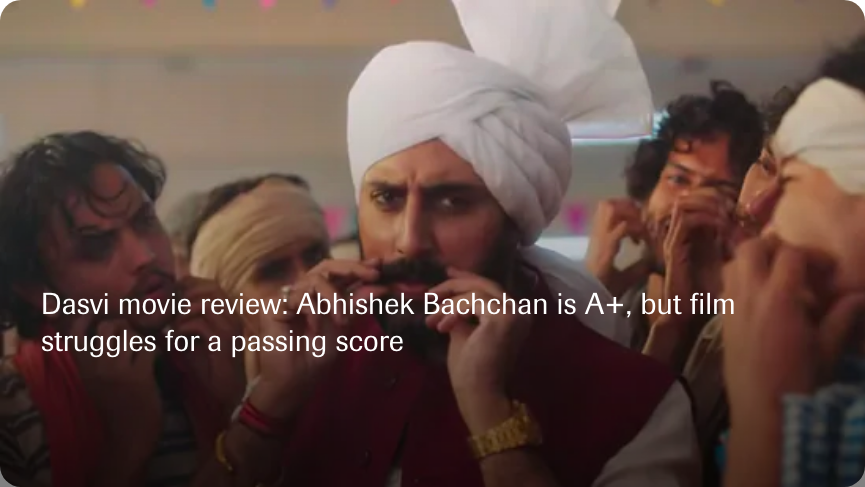 Dasvi movie review: Abhishek Bachchan is A+, but film
struggles for a passing score